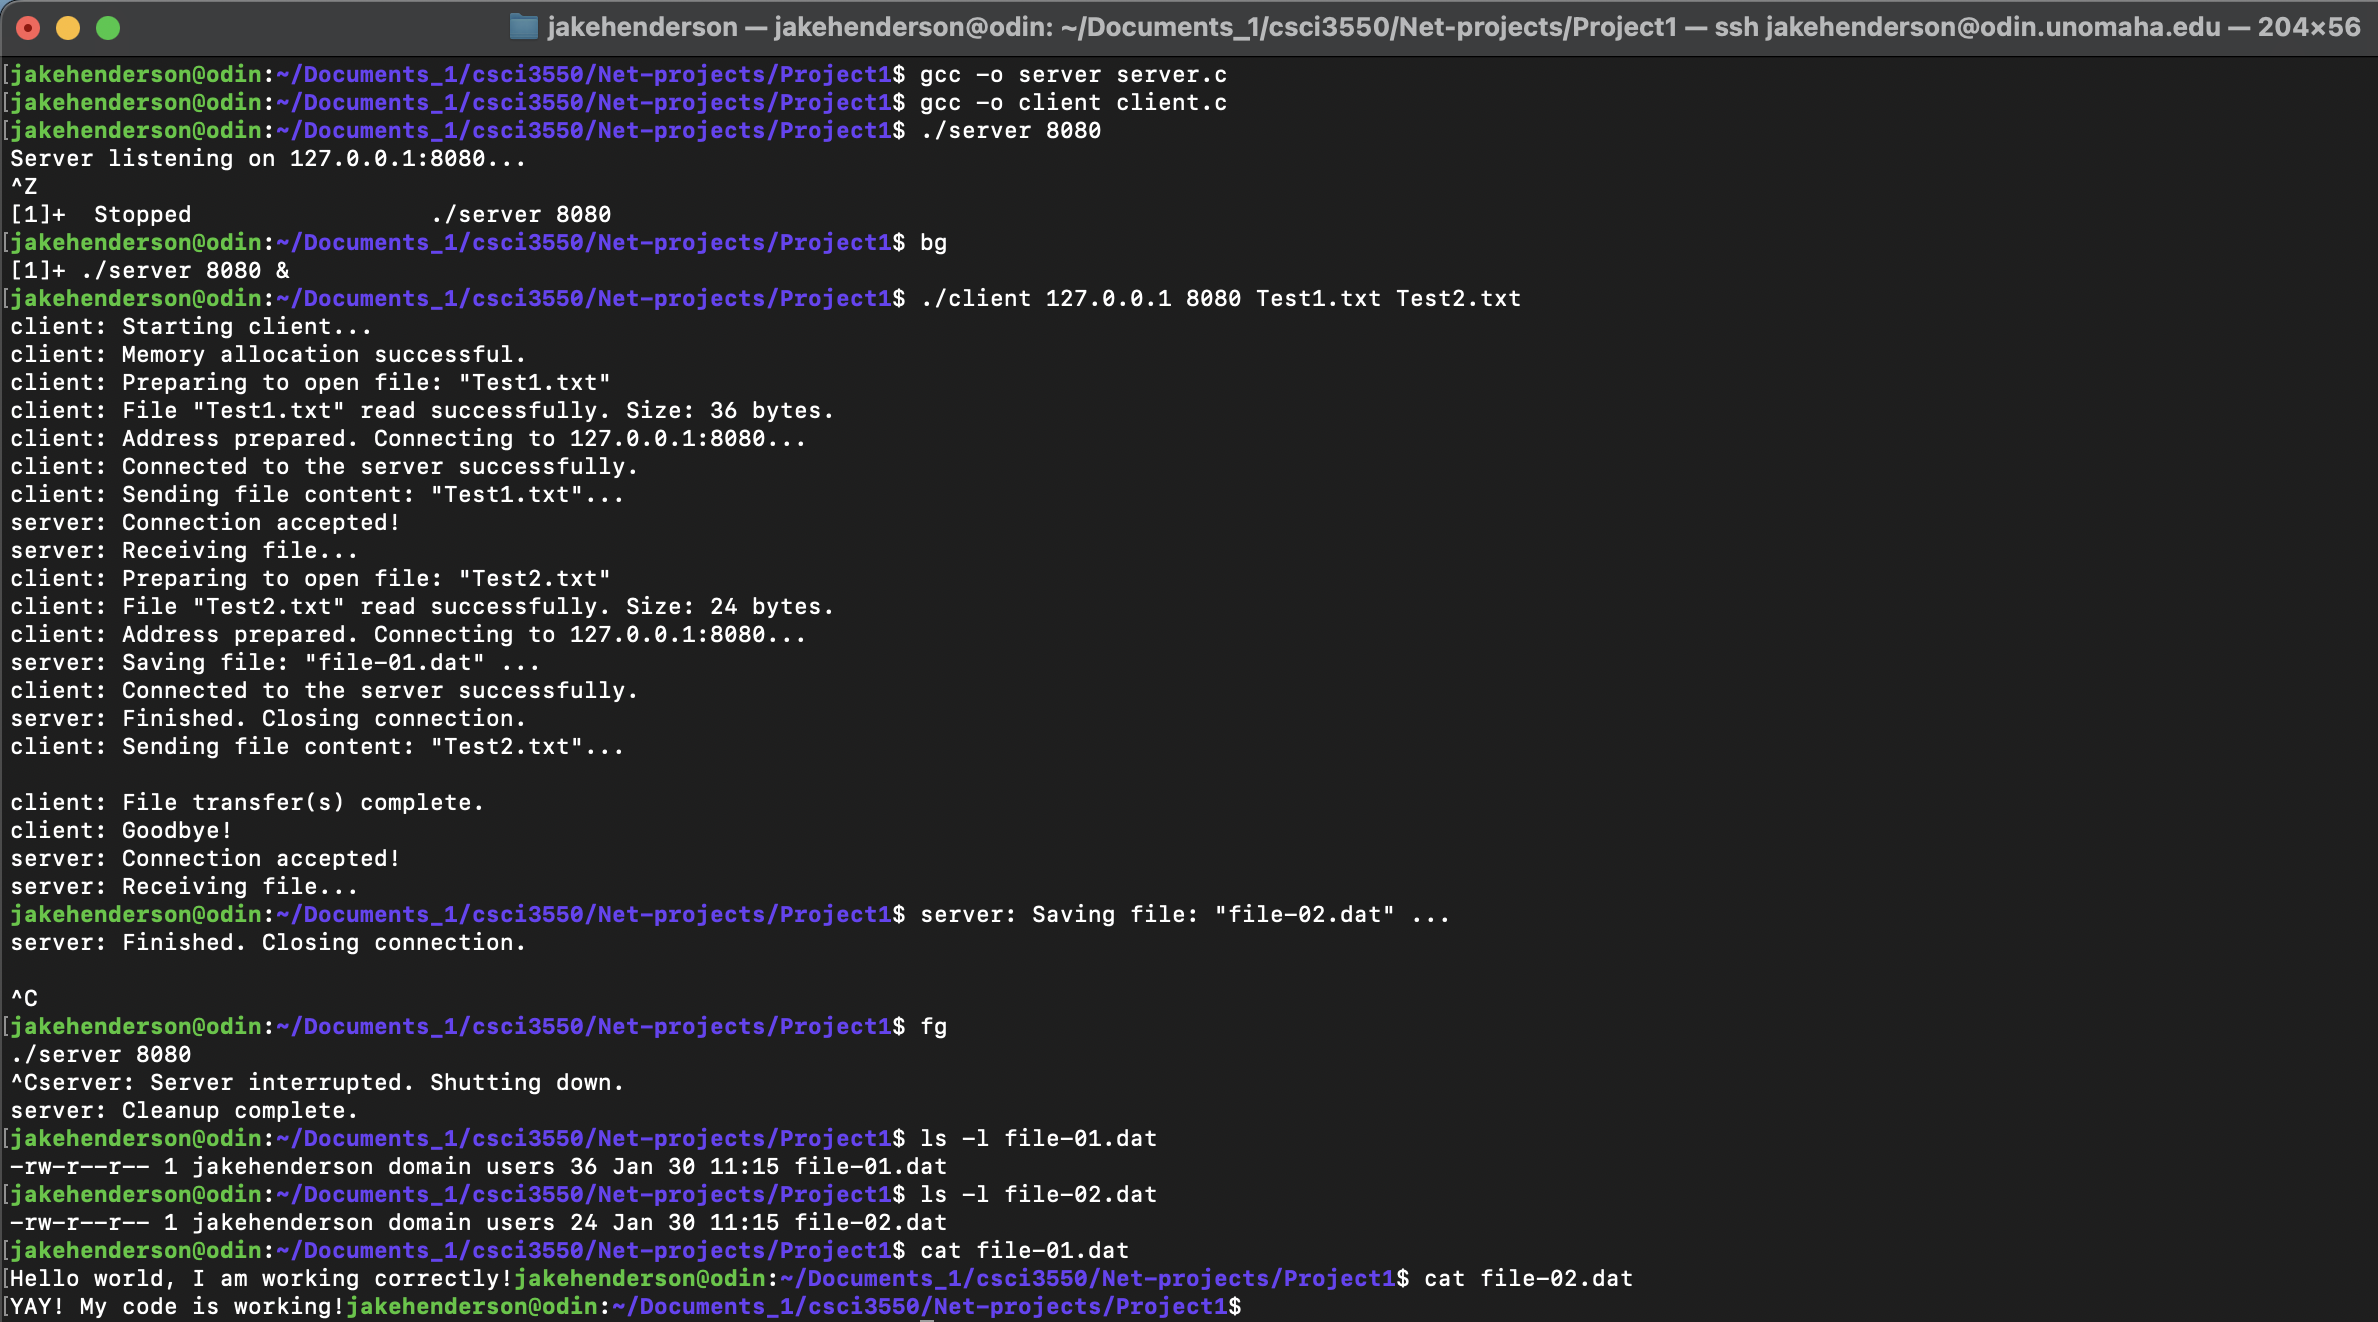 jakehenderson — jakehenderson@odin: ~/Documents_1/csci3550/Net-projects/Project1 — ssh jakehenderson@odin.unomaha.edu — 204×56
[jakehenderson@odin:~/Documents_1/csci3550/Net-projects/Project1$ gcc -o server server.c
[jakehenderson@odin:~/Documents_1/csci3550/Net-projects/Project1$ gcc -o client client.c
[jakehenderson@odin:~/Documents_1/csci3550/Net-projects/Project1$ ./server 8080
Server listening on 127.0.0.1:8080...
^Z
[1]+  Stopped                 ./server 8080
[jakehenderson@odin:~/Documents_1/csci3550/Net-projects/Project1$ bg
[1]+ ./server 8080 &
[jakehenderson@odin:~/Documents_1/csci3550/Net-projects/Project1$ ./client 127.0.0.1 8080 Test1.txt Test2.txt
client: Starting client...
client: Memory allocation successful.
client: Preparing to open file: "Test1.txt"
client: File "Test1.txt" read successfully. Size: 36 bytes.
client: Address prepared. Connecting to 127.0.0.1:8080...
client: Connected to the server successfully.
client: Sending file content: "Test1.txt"...
server: Connection accepted!
server: Receiving file...
client: Preparing to open file: "Test2.txt"
client: File "Test2.txt" read successfully. Size: 24 bytes.
client: Address prepared. Connecting to 127.0.0.1:8080...
server: Saving file: "file-01.dat" ...
client: Connected to the server successfully.
server: Finished. Closing connection.
client: Sending file content: "Test2.txt"...
client: File transfer(s) complete.
client: Goodbye!
server: Connection accepted!
server: Receiving file...
jakehenderson@odin:~/Documents_1/csci3550/Net-projects/Project1$ server: Saving file: "file-02.dat" ...
server: Finished. Closing connection.
^C
[jakehenderson@odin:~/Documents_1/csci3550/Net-projects/Project1$ fg
./server 8080
^Cserver: Server interrupted. Shutting down.
server: Cleanup complete.
[jakehenderson@odin:~/Documents_1/csci3550/Net-projects/Project1$ ls -l file-01.dat
-rw-r--r-- 1 jakehenderson domain users 36 Jan 30 11:15 file-01.dat
[jakehenderson@odin:~/Documents_1/csci3550/Net-projects/Project1$ ls -l file-02.dat
-rw-r--r-- 1 jakehenderson domain users 24 Jan 30 11:15 file-02.dat
[jakehenderson@odin:~/Documents_1/csci3550/Net-projects/Project1$ cat file-01.dat
[Hello world, I am working correctly!jakehenderson@odin:~/Documents_1/csci3550/Net-projects/Project1$ cat file-02.dat
[YAY! My code is working!jakehenderson@odin:~/Documents_1/csci3550/Net-projects/Project1$